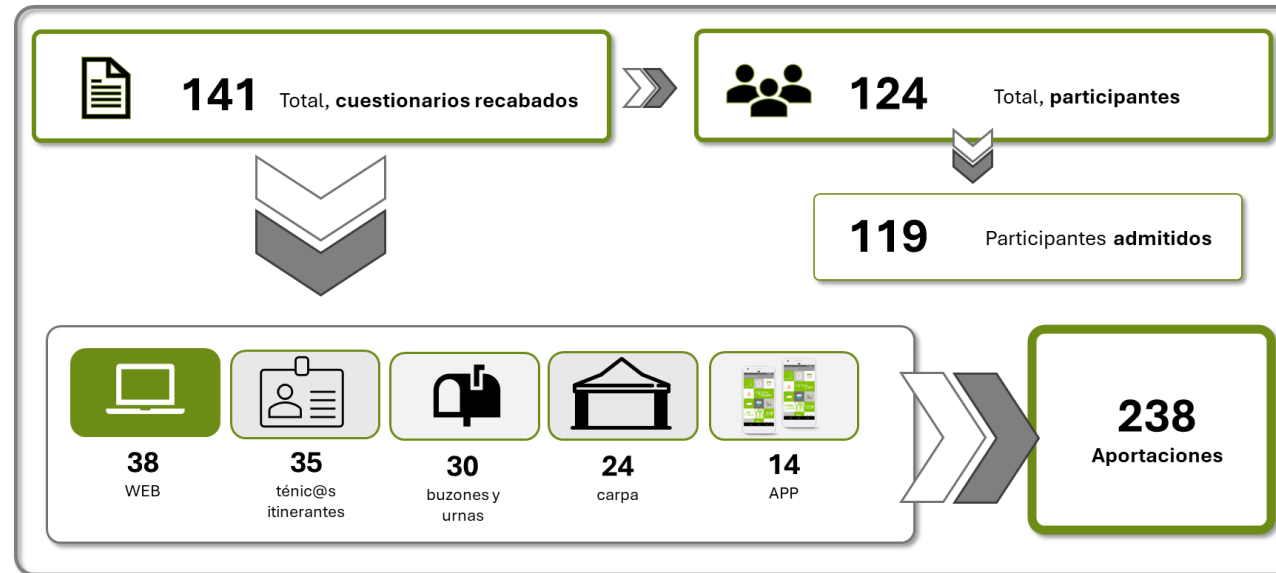 141 Total, cuestionarios recabados
124 Total, participantes
119 Participantes admitidos
38
WEB
35
ténic@s
itinerantes
30
buzones y
urnas
24
carpa
14
APP
238
Aportaciones